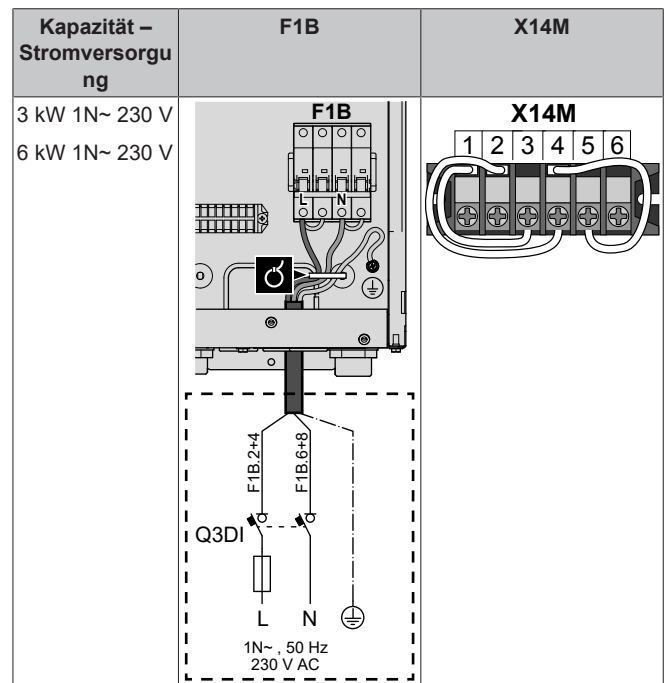 Kapazität –
Stromversorgu
ng
F1B
X14M
3 kW 1N~ 230 V
6 kW 1N~ 230 V
F1B
L
N
F1B.2+4
F1B.6+8
Q3DI
L
N
1N~ , 50 Hz
230 V AC
X14M
1 2 3 4 5 6